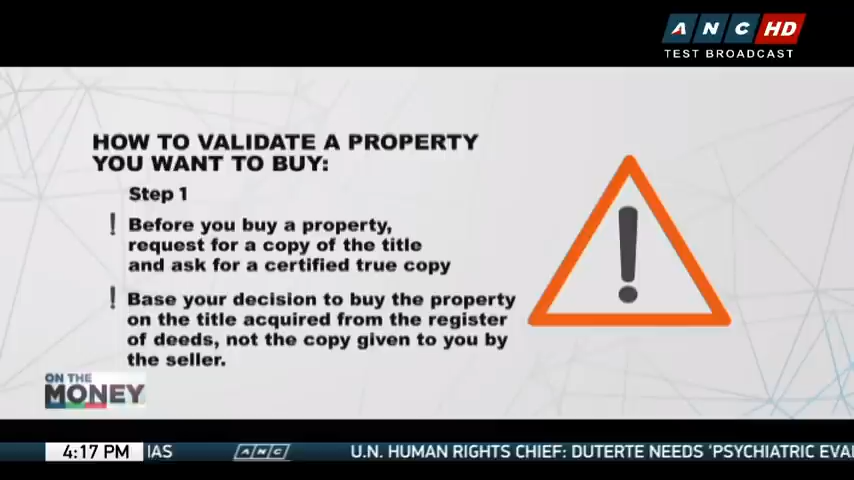 ANC HD
TEST BROADCAST
HOW TO VALIDATE A PROPERTY
YOU WANT TO BUY:
Step 1
! Before you buy a property,
request for a copy of the title
and ask for a certified true copy
! Base your decision to buy the property
on the title acquired from the register
of deeds, not the copy given to you by
the seller.
ON THE
MONEY
4:17 PM IAS ANC U.N. HUMAN RIGHTS CHIEF: DUTERTE NEEDS 'PSYCHIATRIC EVA